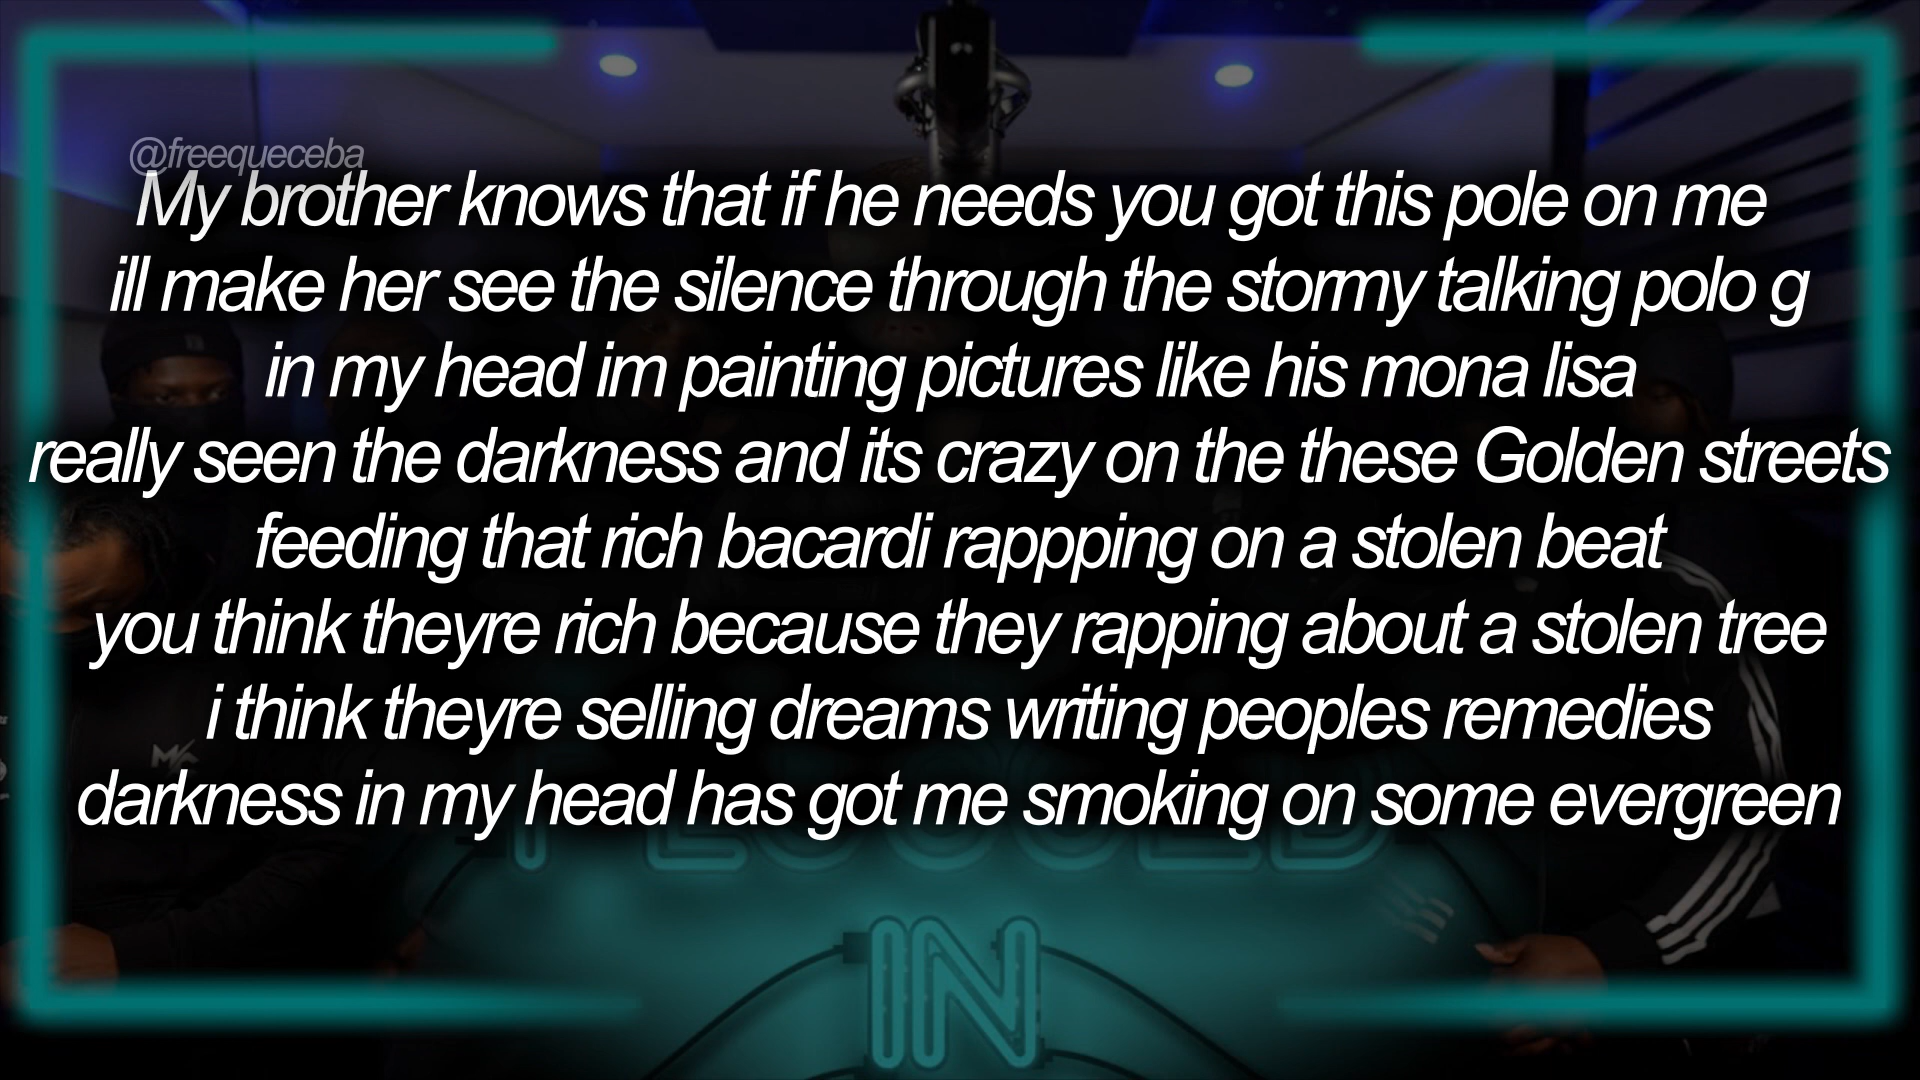 @freequeceba
My brother knows that if he needs you got this pole on me
ill make her see the silence through the stormy talking polo g
in my head im painting pictures like his mona lisa
really seen the darkness and its crazy on the these Golden streets
feeding that rich bacardi rappping on a stolen beat
you think theyre rich because they rapping about a stolen tree
i think theyre selling dreams writing peoples remedies
darkness in my head has got me smoking on some evergreen
PLUGGED
IN